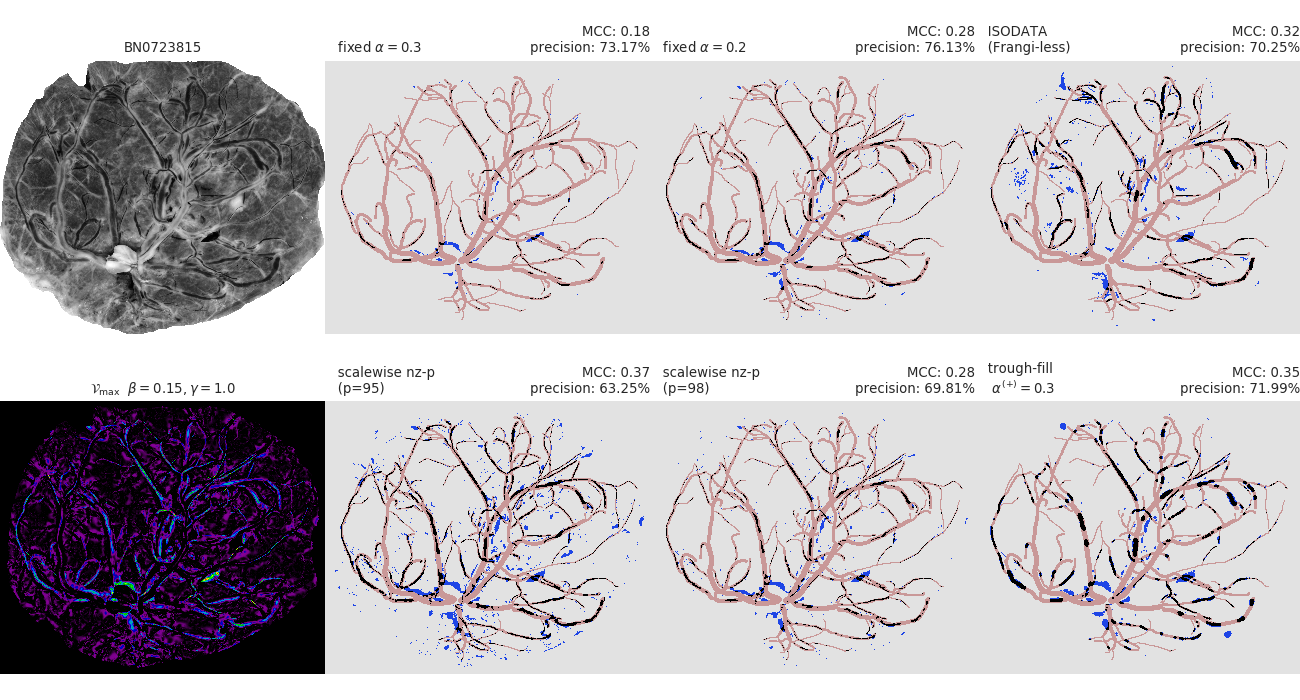 BN0723815
fixed α = 0.3
MCC: 0.18
precision: 73.17%
fixed α = 0.2
MCC: 0.28
precision: 76.13%
ISODATA
(Frangi-less)
MCC: 0.32
precision: 70.25%
𝒱max β = 0.15, γ = 1.0
scalewise nz-p
(p=95)
MCC: 0.37
precision: 63.25%
scalewise nz-p
(p=98)
MCC: 0.28
precision: 69.81%
trough-fill
α(+) = 0.3
MCC: 0.35
precision: 71.99%